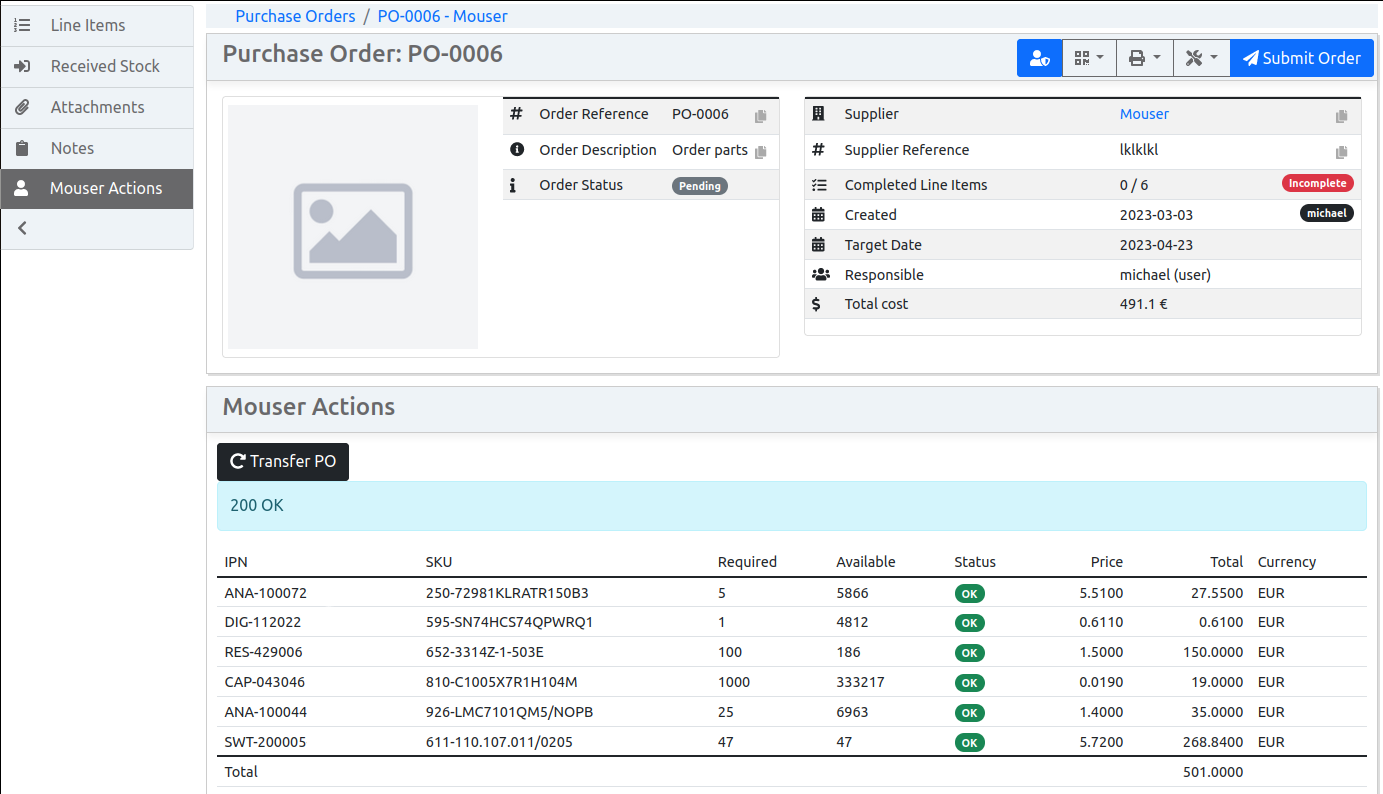 Line Items
Received Stock
Attachments
Notes
Mouser Actions
Purchase Orders / PO-0006 - Mouser
Purchase Order: PO-0006
Submit Order
# Order Reference PO-0006
Order Description Order parts
Order Status Pending
Supplier Mouser
# Supplier Reference lklklkl
Completed Line Items 0 / 6 Incomplete
Created 2023-03-03 michael
Target Date 2023-04-23
Responsible michael (user)
$ Total cost 491.1 €
Mouser Actions
Transfer PO
200 OK
IPN SKU Required Available Status Price Total Currency
ANA-100072 250-72981KLRATR150B3 5 5866 OK 5.5100 27.5500 EUR
DIG-112022 595-SN74HCS74QPWRQ1 1 4812 OK 0.6110 0.6100 EUR
RES-429006 652-3314Z-1-503E 100 186 OK 1.5000 150.0000 EUR
CAP-043046 810-C1005X7R1H104M 1000 333217 OK 0.0190 19.0000 EUR
ANA-100044 926-LMC7101QM5/NOPB 25 6963 OK 1.4000 35.0000 EUR
SWT-200005 611-110.107.011/0205 47 47 OK 5.7200 268.8400 EUR
Total 501.0000